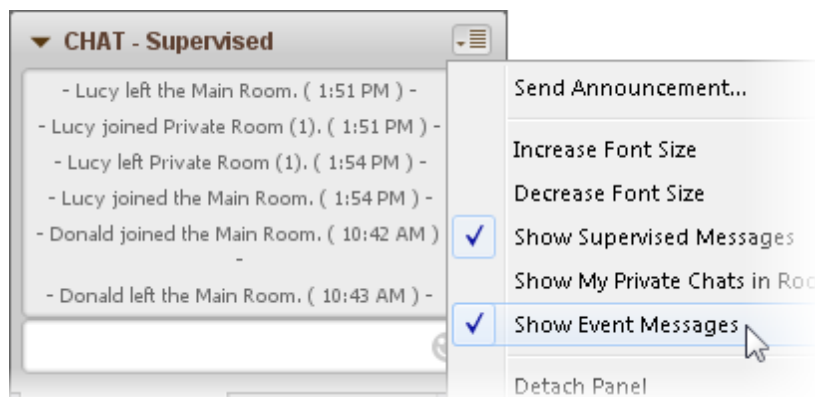 CHAT - Supervised
- Lucy left the Main Room. ( 1:51 PM ) -
- Lucy joined Private Room (1). ( 1:51 PM ) -
- Lucy left Private Room (1). ( 1:54 PM ) -
- Lucy joined the Main Room. ( 1:54 PM ) -
- Donald joined the Main Room. ( 10:42 AM )
-
- Donald left the Main Room. ( 10:43 AM ) -
Send Announcement...
Increase Font Size
Decrease Font Size
Show Supervised Messages
Show My Private Chats in
Show Event Messages
Detach Panel